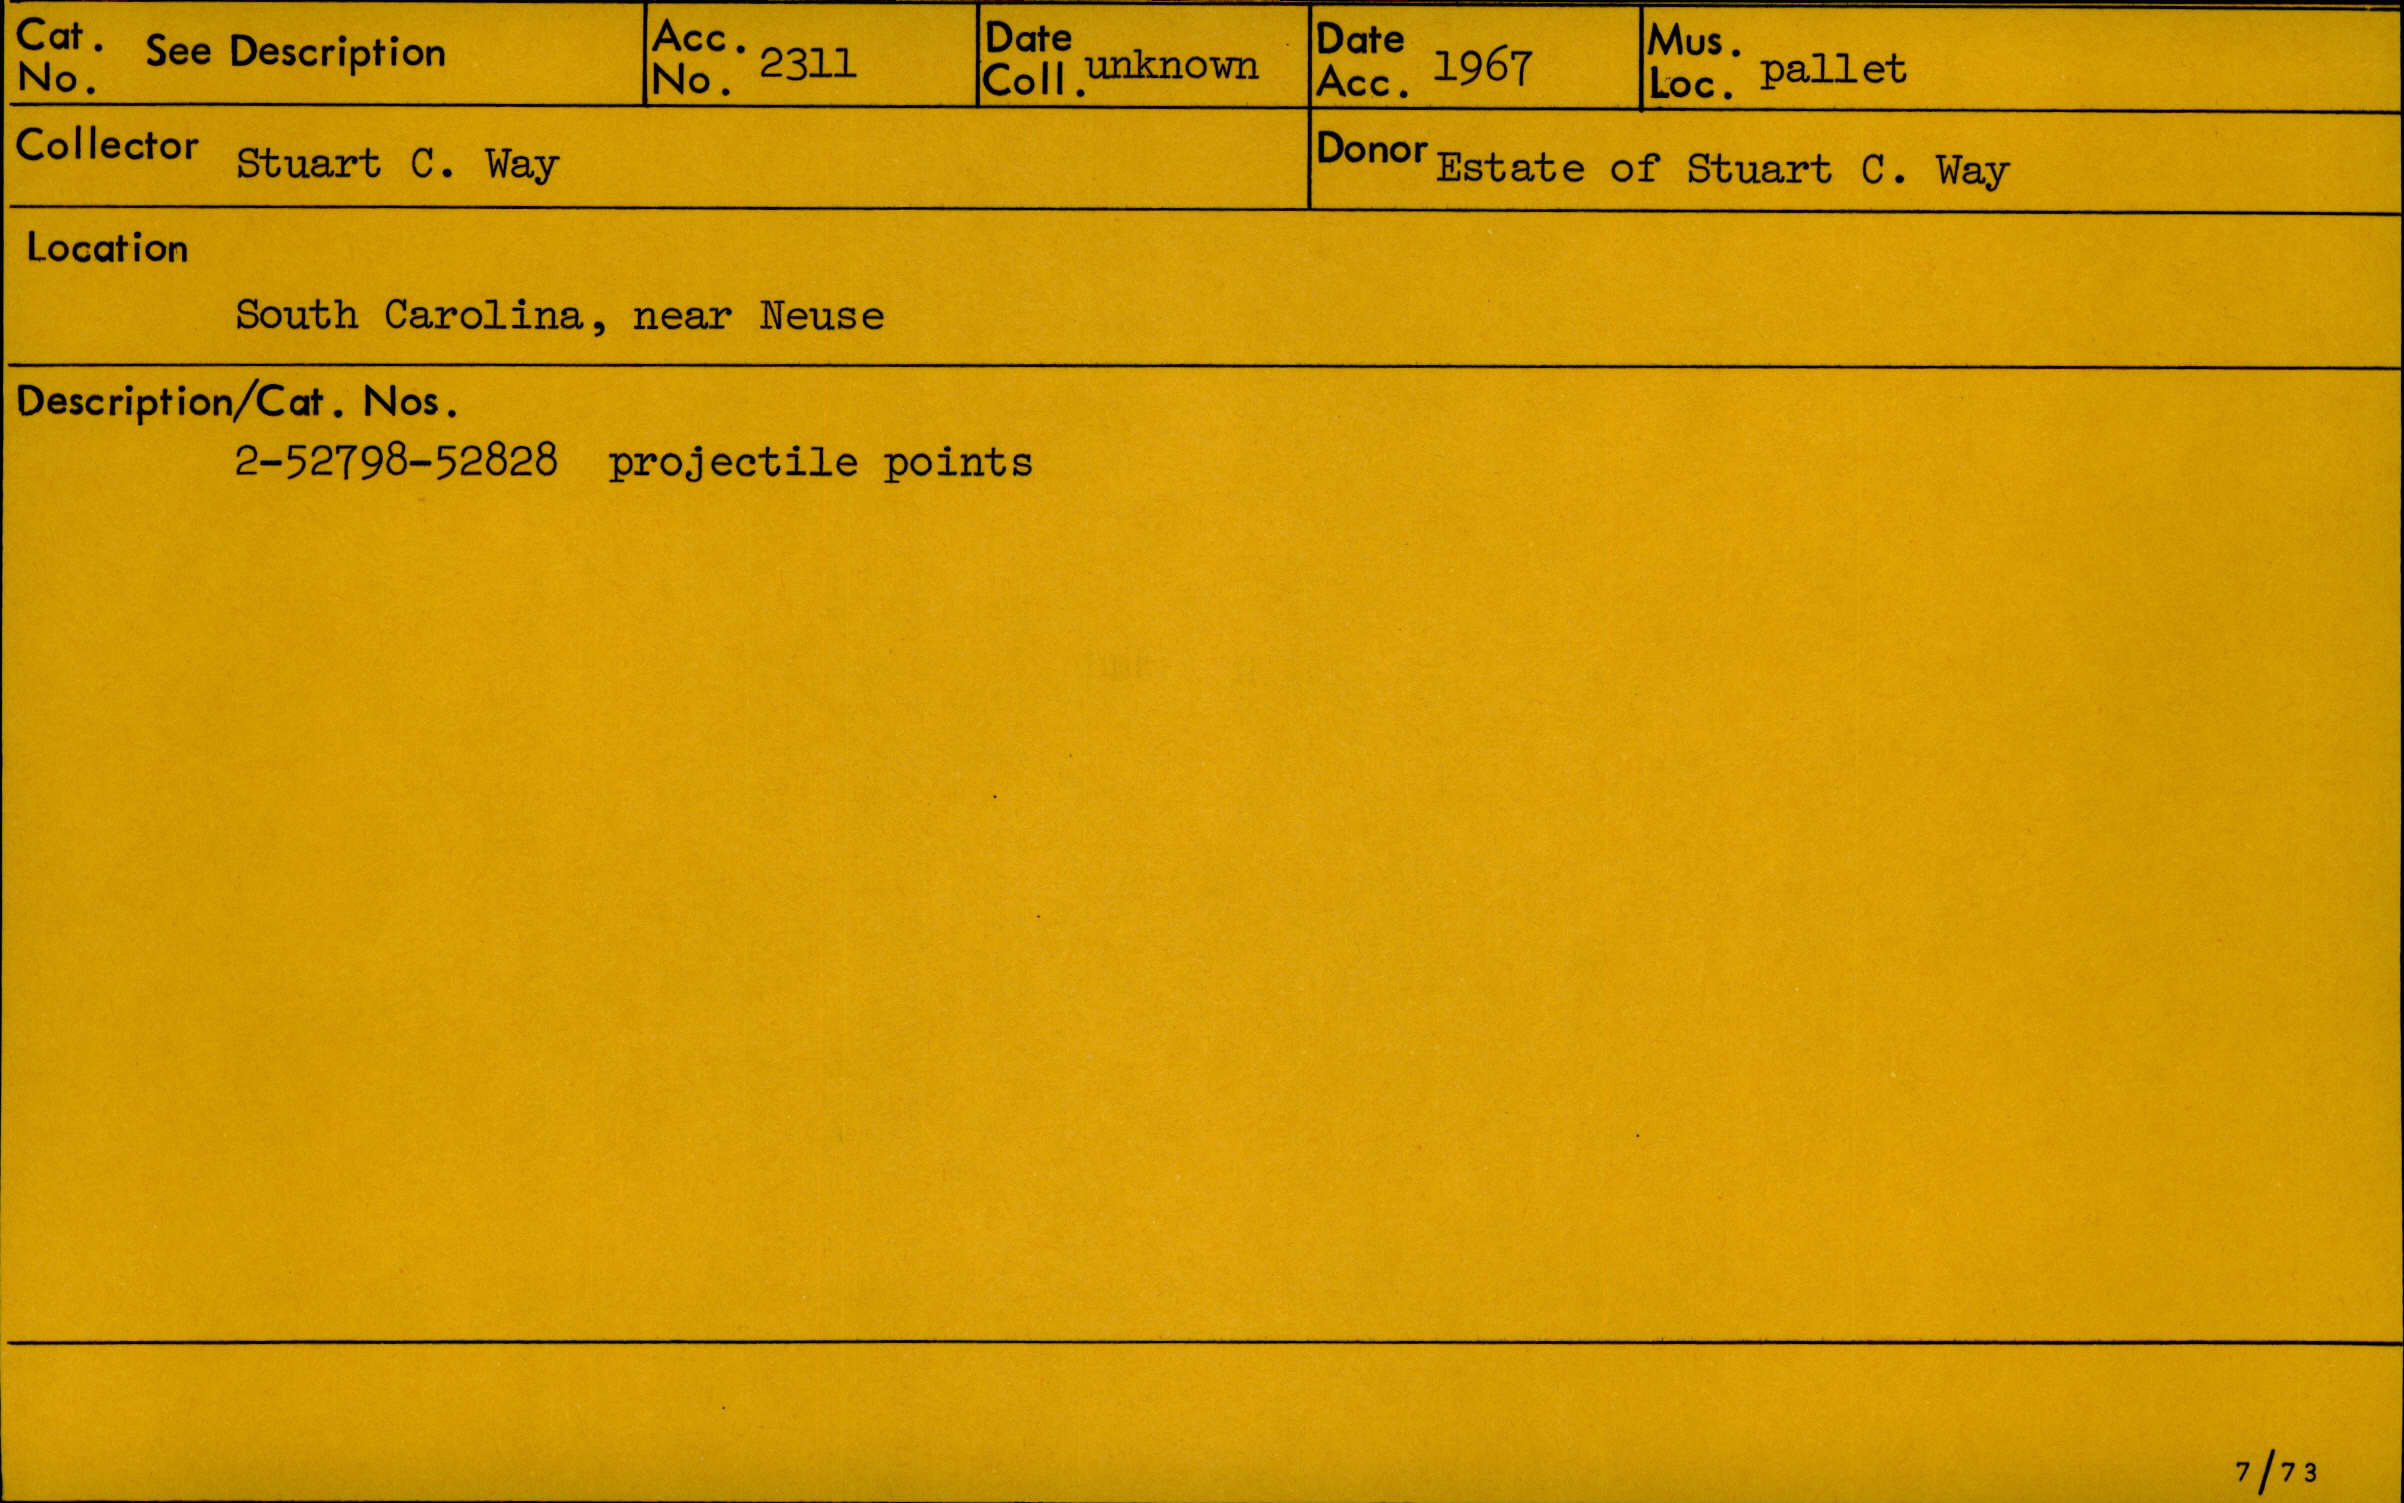 Cat. No. See Description
Acc. No. 2311
Date Coll. unknown
Date Acc. 1967
Mus. Loc. pallet
Collector Stuart C. Way
Donor Estate of Stuart C. Way
Location
South Carolina, near Neuse
Description/Cat. Nos.
2-52798-52828 projectile points
7/73